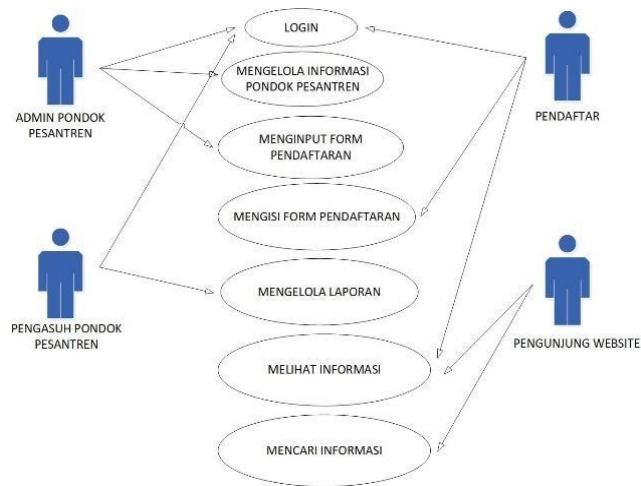 LOGIN
MENGELOLA INFORMASI
PONDOK PESANTREN
ADMIN PONDOK
PESANTREN
PENDAFTAR
MENGINPUT FORM
PENDAFTARAN
MENGISI FORM PENDAFTARAN
MENGELOLA LAPORAN
PENGASUH PONDOK
PESANTREN
PENGUNJUNG WEBSITE
MELIHAT INFORMASI
MENCARI INFORMASI